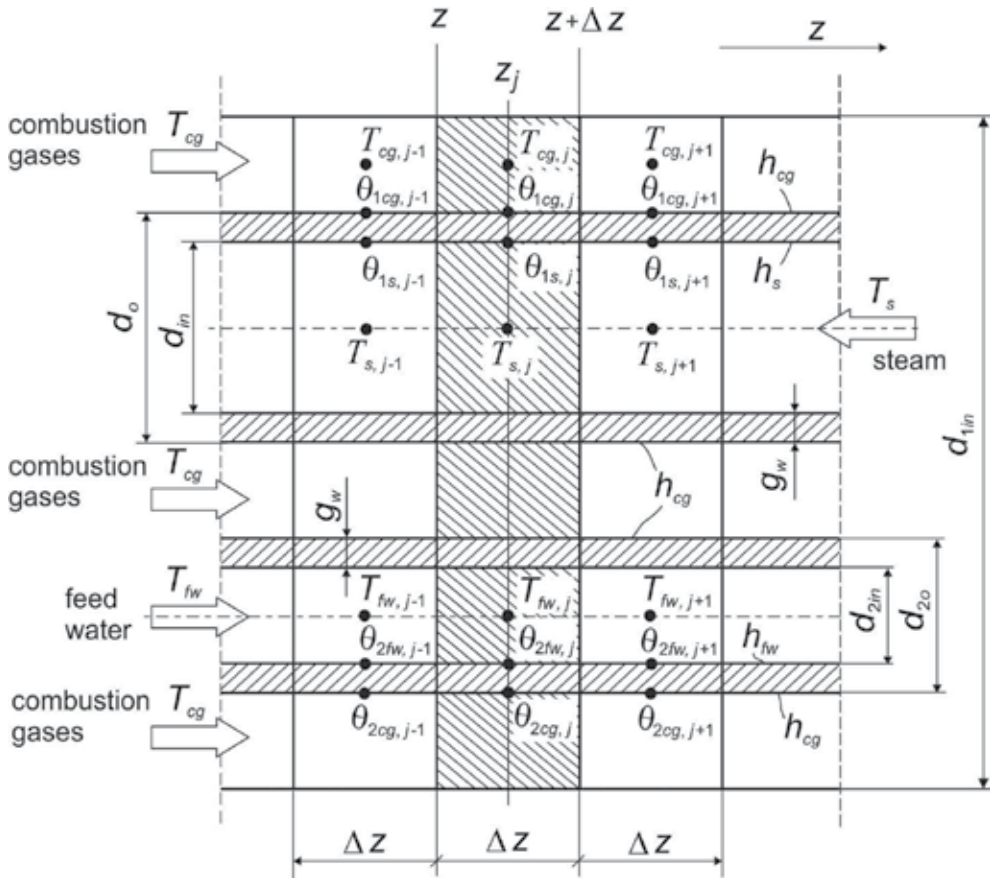 z
z + Δz
z
z_j
combustion
gases
T_cg
T_cg, j-1
T_cg, j
T_cg, j+1
h_cg
θ_1cg, j-1
θ_1cg, j
θ_1cg, j+1
θ_1s, j-1
θ_1s, j
θ_1s, j+1
h_s
d_o
d_in
T_s
steam
T_s, j-1
T_s, j
T_s, j+1
d_1in
combustion
gases
T_cg
g_w
h_cg
g_w
feed
water
T_fw
T_fw, j-1
T_fw, j
T_fw, j+1
d_2in
d_2o
θ_2fw, j-1
θ_2fw, j
θ_2fw, j+1
h_fw
combustion
gases
T_cg
θ_2cg, j-1
θ_2cg, j
θ_2cg, j+1
h_cg
Δz
Δz
Δz